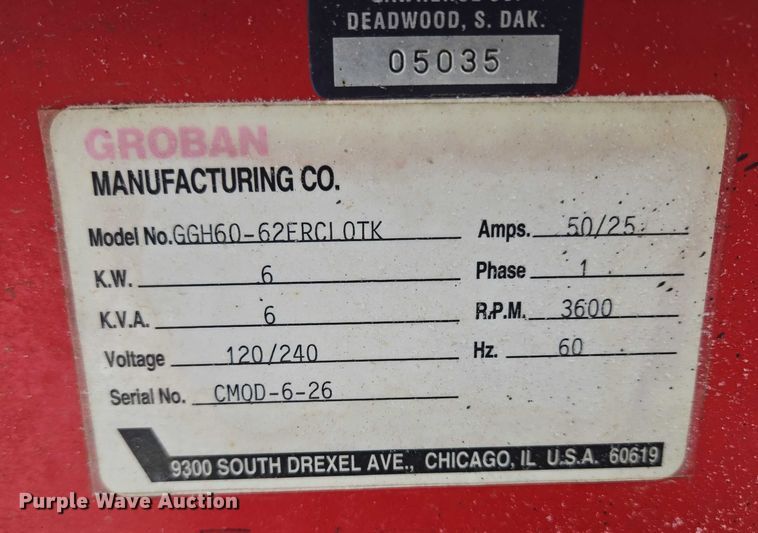 LAWRENCE CO.
DEADWOOD, S. DAK.
05035
GROBAN
MANUFACTURING CO.
Model No. GGH60-62ERCLOTK Amps. 50/25
K.W. 6 Phase 1
K.V.A. 6 R.P.M. 3600
Voltage 120/240 Hz. 60
Serial No. CMOD-6-26
9300 SOUTH DREXEL AVE., CHICAGO, IL U.S.A. 60619
Purple Wave Auction